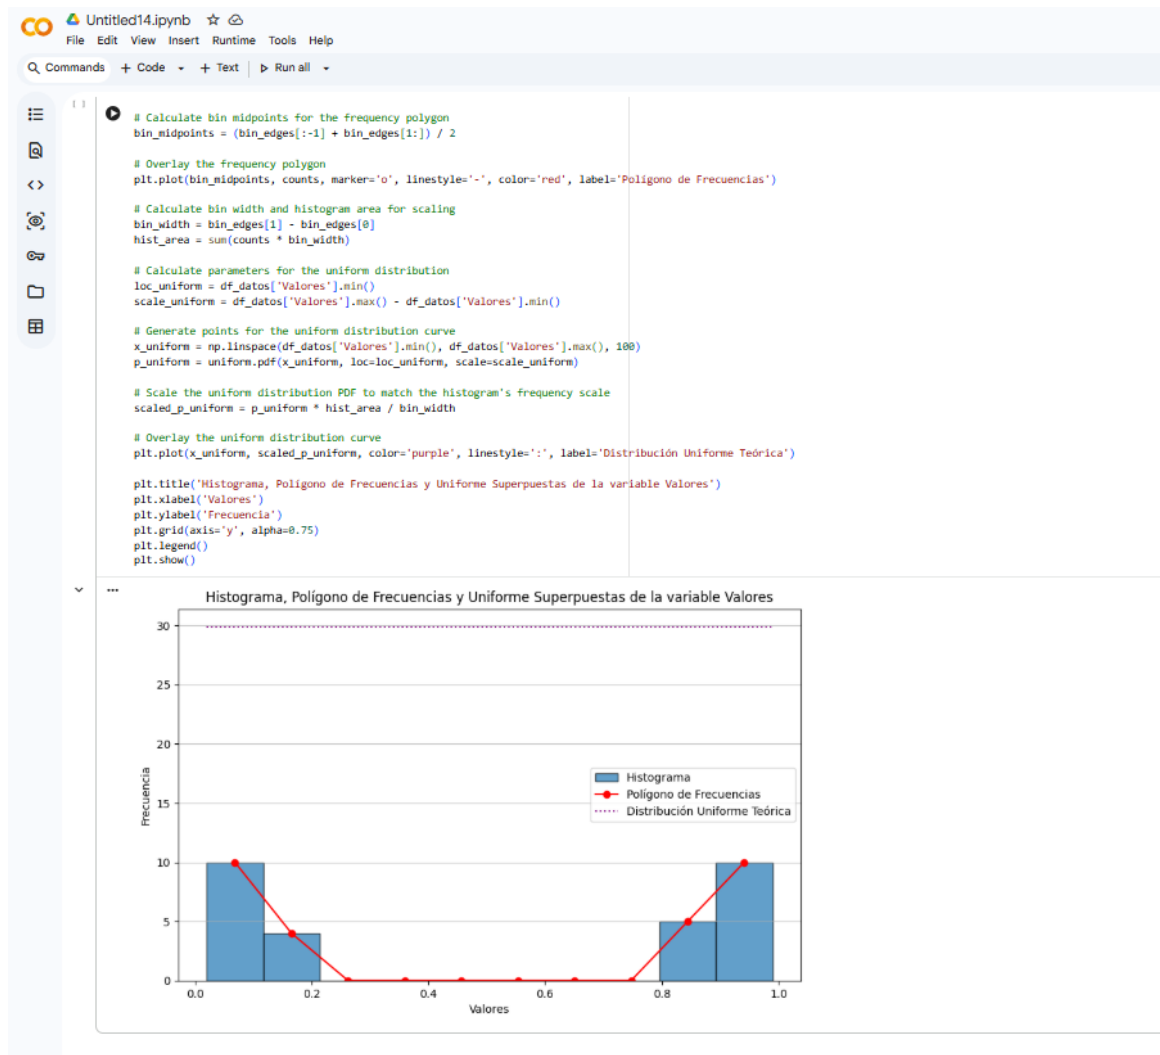 CO Untitled14.ipynb
File Edit View Insert Runtime Tools Help
Commands + Code + Text Run all
[ ]
# Calculate bin midpoints for the frequency polygon
bin_midpoints = (bin_edges[:-1] + bin_edges[1:]) / 2
# Overlay the frequency polygon
plt.plot(bin_midpoints, counts, marker='o', linestyle='-', color='red', label='Polígono de Frecuencias')
# Calculate bin width and histogram area for scaling
bin_width = bin_edges[1] - bin_edges[0]
hist_area = sum(counts * bin_width)
# Calculate parameters for the uniform distribution
loc_uniform = df_datos['Valores'].min()
scale_uniform = df_datos['Valores'].max() - df_datos['Valores'].min()
# Generate points for the uniform distribution curve
x_uniform = np.linspace(df_datos['Valores'].min(), df_datos['Valores'].max(), 100)
p_uniform = uniform.pdf(x_uniform, loc=loc_uniform, scale=scale_uniform)
# Scale the uniform distribution PDF to match the histogram's frequency scale
scaled_p_uniform = p_uniform * hist_area / bin_width
# Overlay the uniform distribution curve
plt.plot(x_uniform, scaled_p_uniform, color='purple', linestyle=':', label='Distribución Uniforme Teórica')
plt.title('Histograma, Polígono de Frecuencias y Uniforme Superpuestas de la variable Valores')
plt.xlabel('Valores')
plt.ylabel('Frecuencia')
plt.grid(axis='y', alpha=0.75)
plt.legend()
plt.show()
Histograma, Polígono de Frecuencias y Uniforme Superpuestas de la variable Valores
30
25
20
15
10
5
0
Frecuencia
Histograma
Polígono de Frecuencias
Distribución Uniforme Teórica
0.0 0.2 0.4 0.6 0.8 1.0
Valores